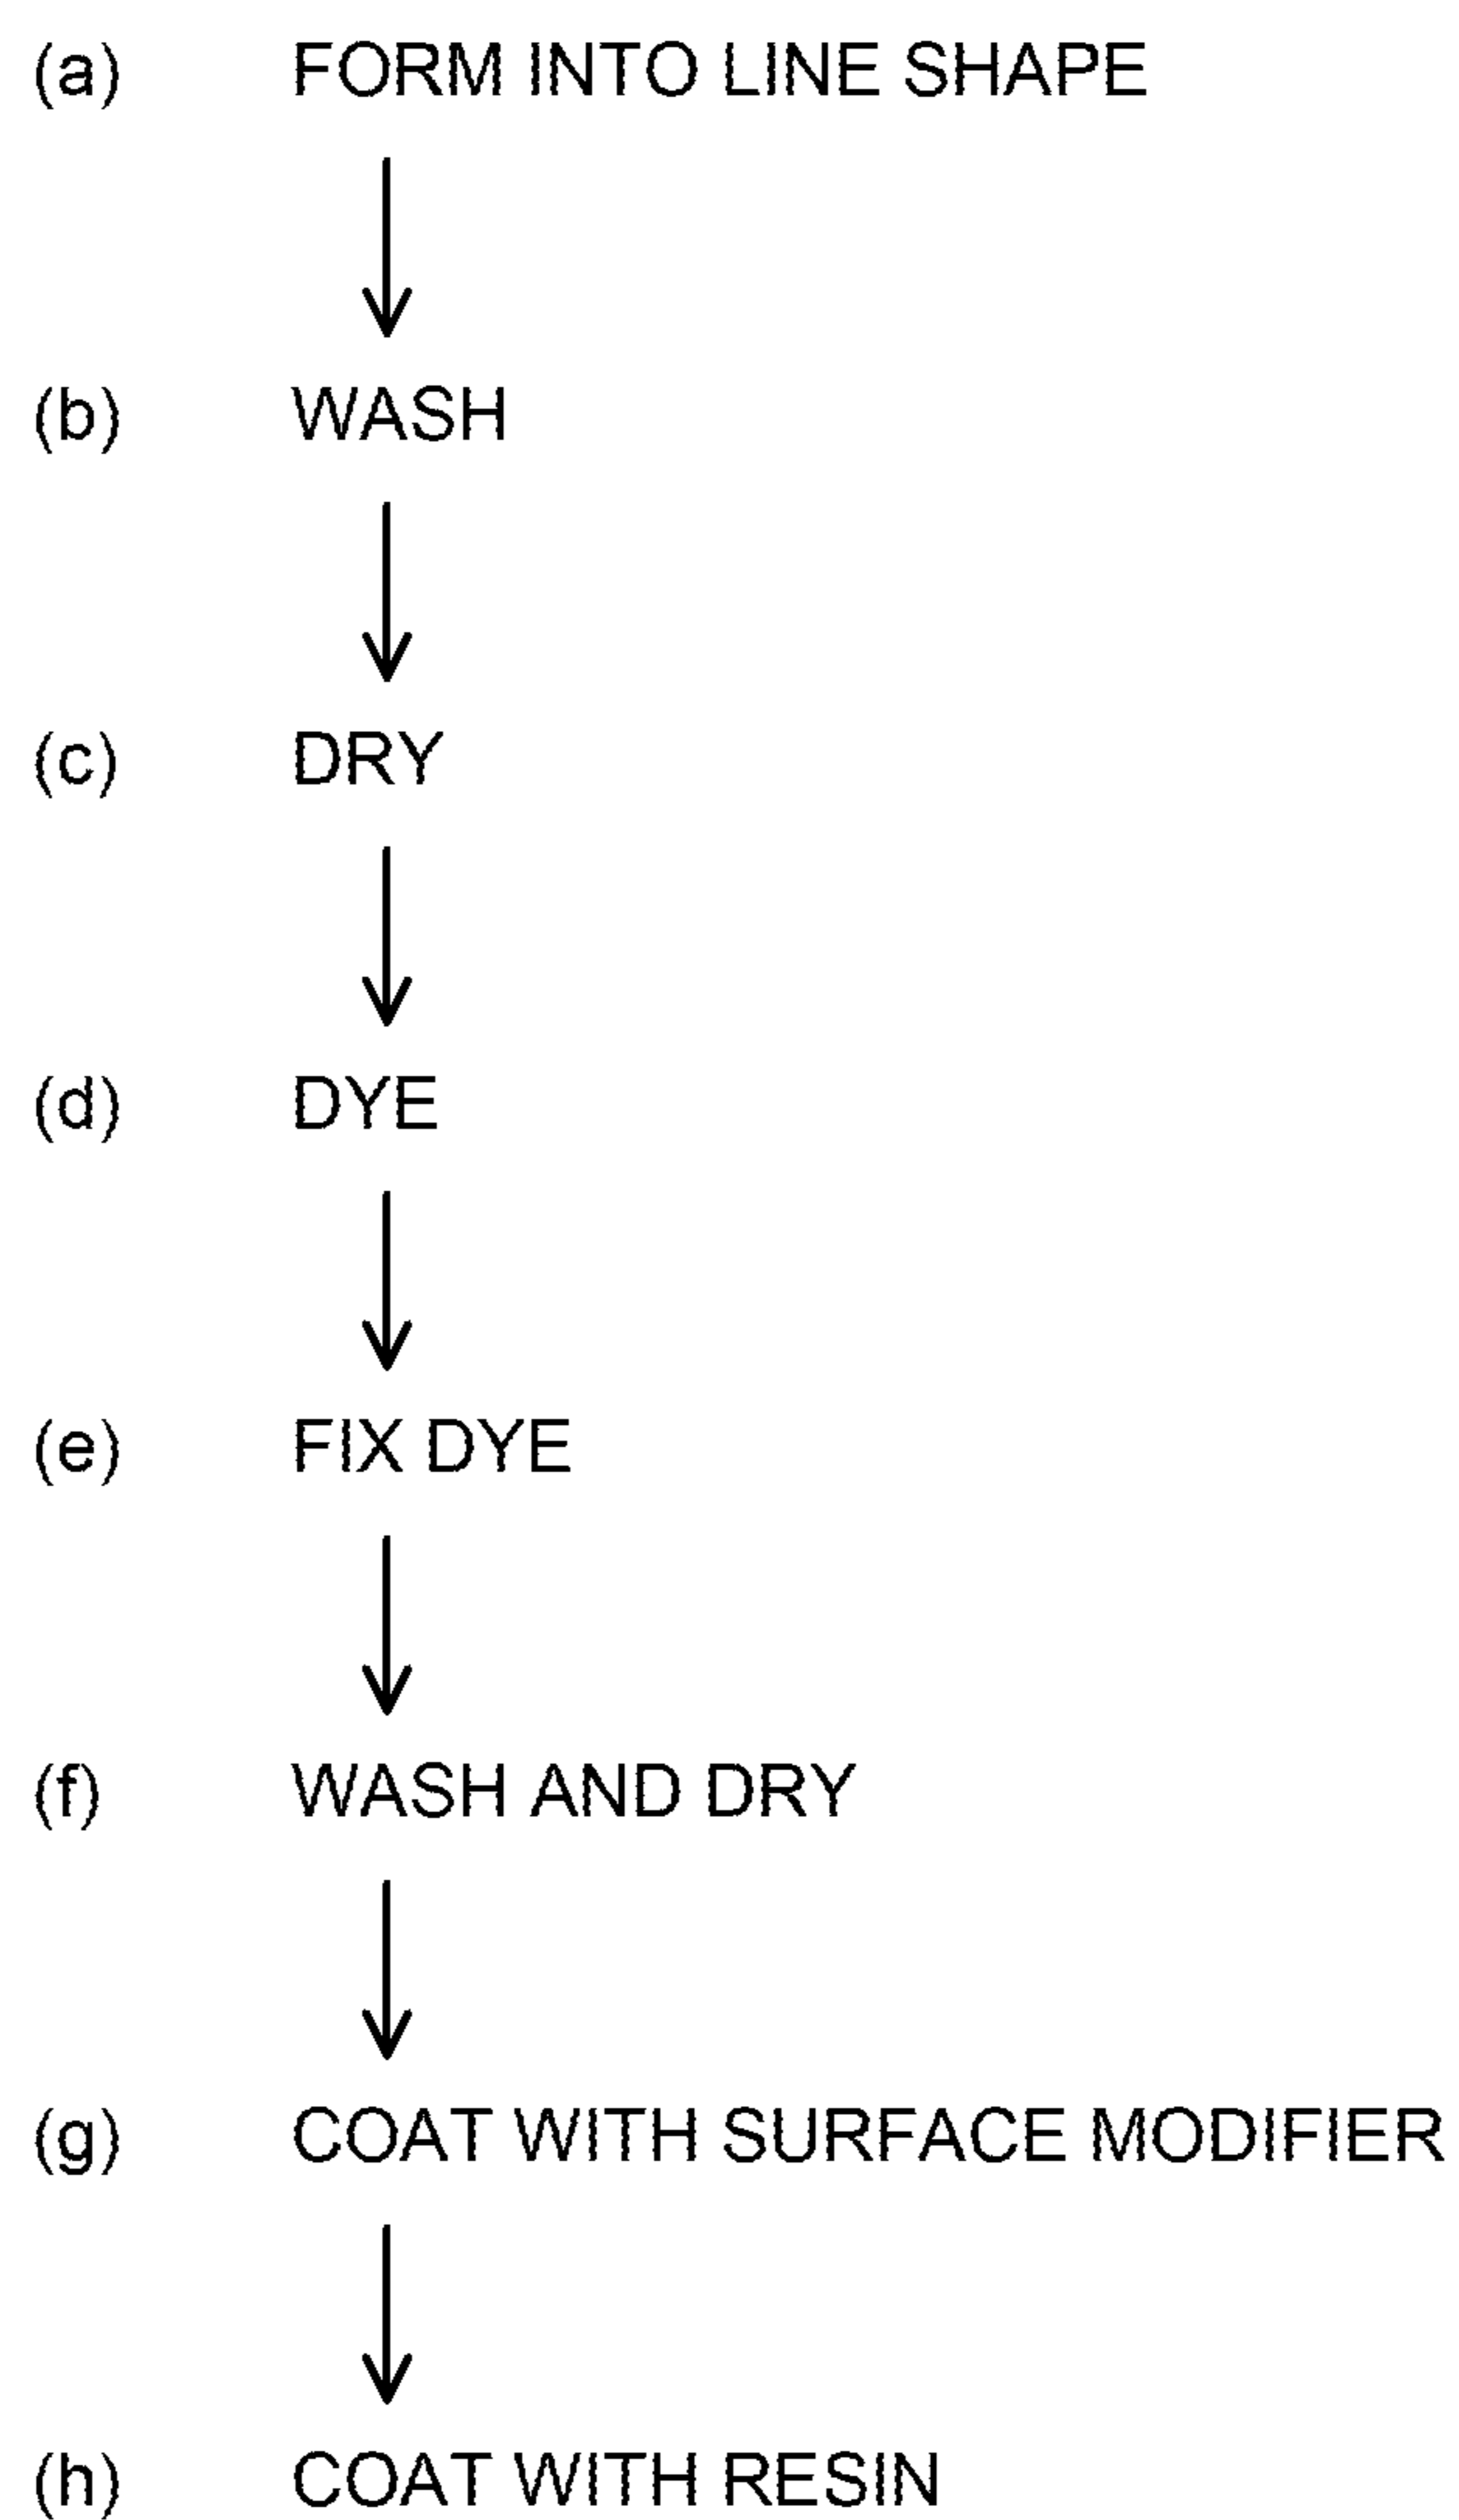 (a) FORM INTO LINE SHAPE
(b) WASH
(c) DRY
(d) DYE
(e) FIX DYE
(f) WASH AND DRY
(g) COAT WITH SURFACE MODIFIER
(h) COAT WITH RESIN